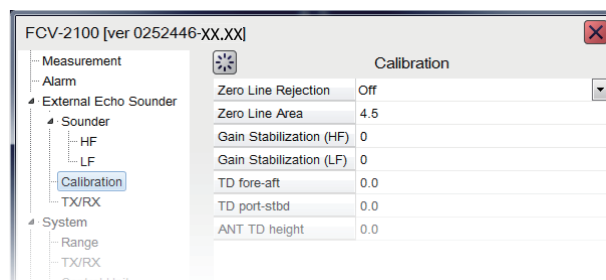 FCV-2100 [ver 0252446-XX.XX]
Measurement
Alarm
External Echo Sounder
Sounder
HF
LF
Calibration
TX/RX
System
Range
TX/RX
Calibration
Zero Line Rejection Off
Zero Line Area 4.5
Gain Stabilization (HF) 0
Gain Stabilization (LF) 0
TD fore-aft 0.0
TD port-stbd 0.0
ANT TD height 0.0